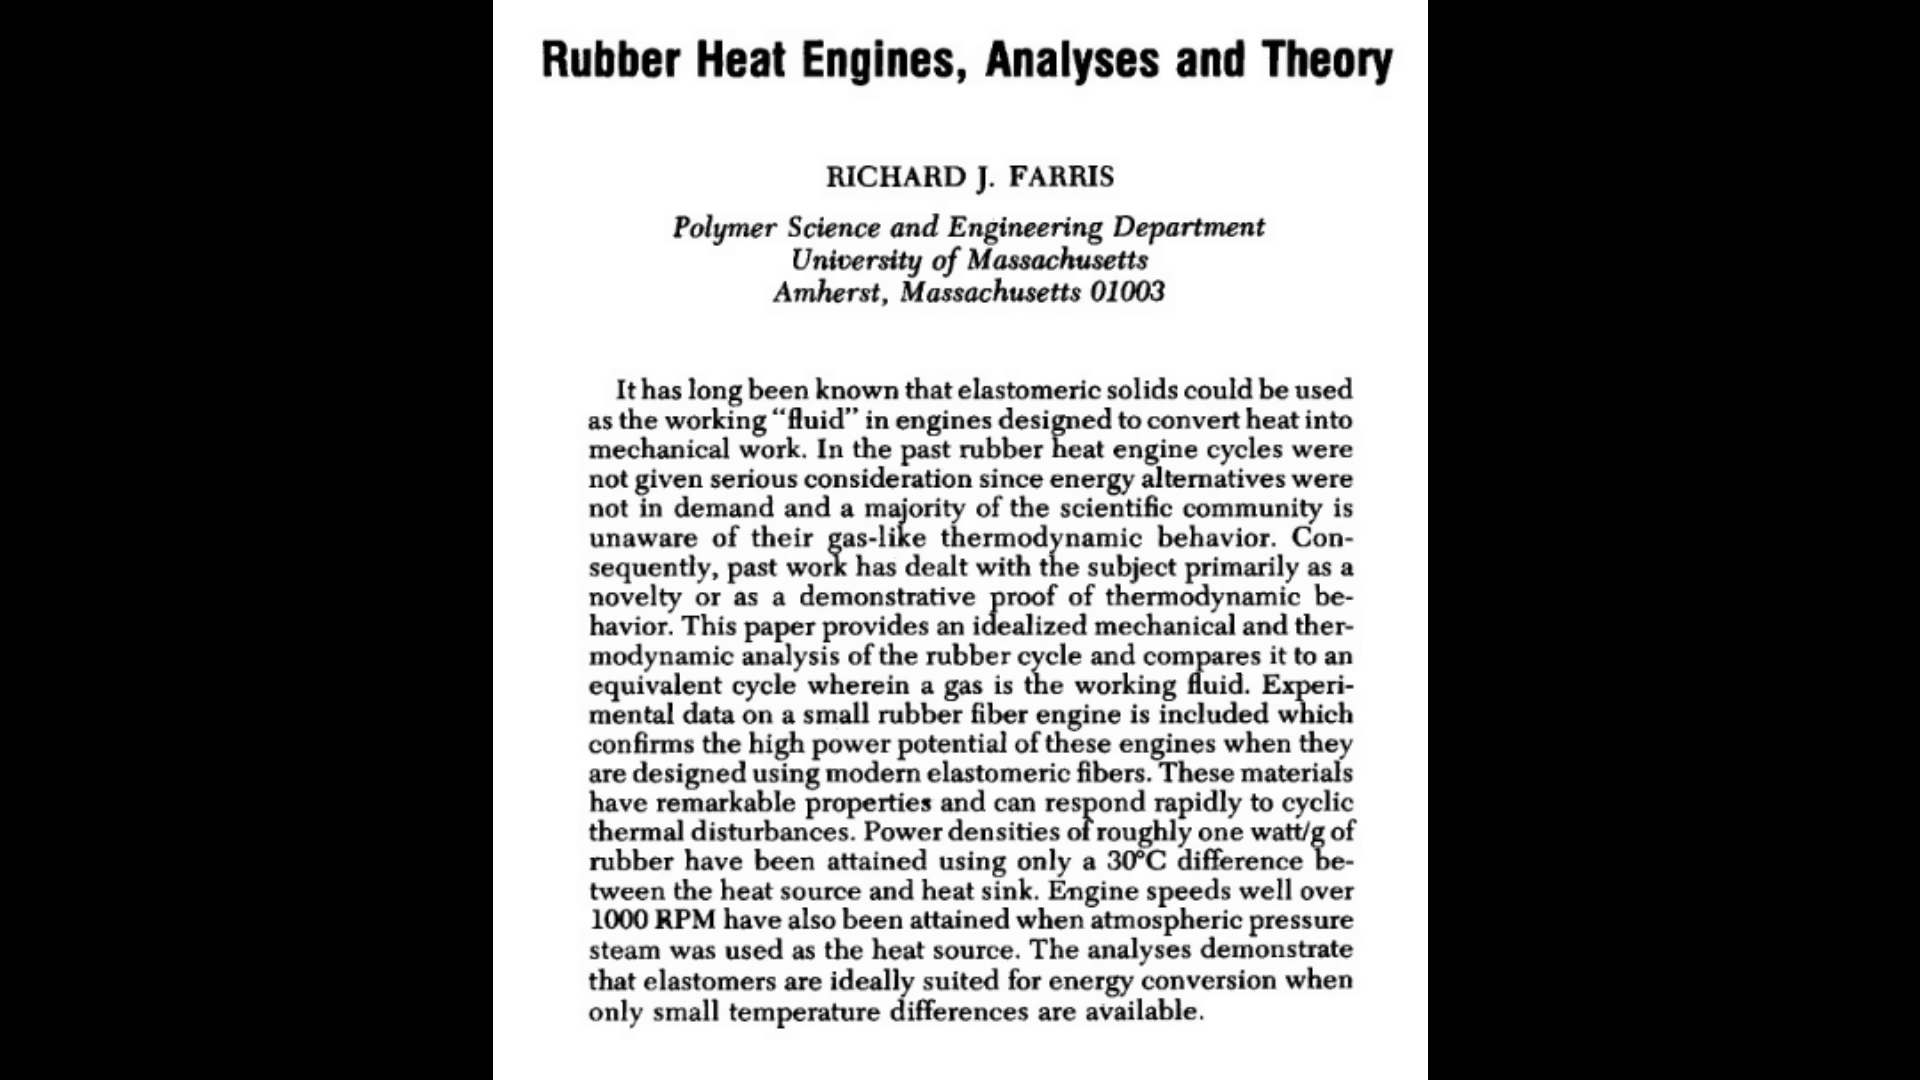 Rubber Heat Engines, Analyses and Theory
RICHARD J. FARRIS
Polymer Science and Engineering Department
University of Massachusetts
Amherst, Massachusetts 01003
It has long been known that elastomeric solids could be used
as the working “fluid” in engines designed to convert heat into
mechanical work. In the past rubber heat engine cycles were
not given serious consideration since energy alternatives were
not in demand and a majority of the scientific community is
unaware of their gas-like thermodynamic behavior. Con-
sequently, past work has dealt with the subject primarily as a
novelty or as a demonstrative proof of thermodynamic be-
havior. This paper provides an idealized mechanical and ther-
modynamic analysis of the rubber cycle and compares it to an
equivalent cycle wherein a gas is the working fluid. Experi-
mental data on a small rubber fiber engine is included which
confirms the high power potential of these engines when they
are designed using modern elastomeric fibers. These materials
have remarkable properties and can respond rapidly to cyclic
thermal disturbances. Power densities of roughly one watt/g of
rubber have been attained using only a 30°C difference be-
tween the heat source and heat sink. Engine speeds well over
1000 RPM have also been attained when atmospheric pressure
steam was used as the heat source. The analyses demonstrate
that elastomers are ideally suited for energy conversion when
only small temperature differences are available.